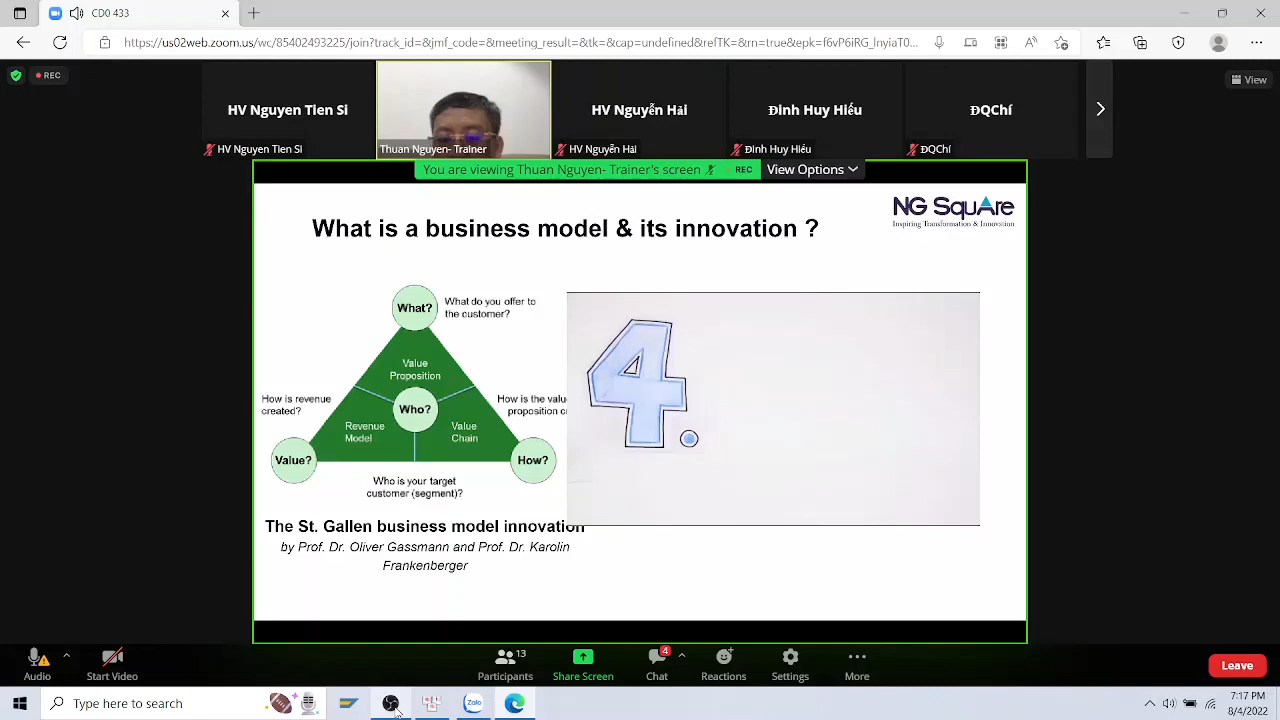 CD0 433
https://us02web.zoom.us/wc/85402493225/join?track_id=&jmf_code=&meeting_result=&tk=&cap=undefined&refTK=&rn=true&epk=f6vP6iRG_lnyiaT0...
REC
View
HV Nguyen Tien Si
HV Nguyen Tien Si
Thuan Nguyen- Trainer
HV Nguyễn Hải
HV Nguyễn Hải
Đinh Huy Hiếu
Đinh Huy Hiếu
ĐQChí
ĐQChí
You are viewing Thuan Nguyen- Trainer's screen
REC
View Options
NG SquAre
Inspiring Transformation & Innovation
What is a business model & its innovation ?
What?
What do you offer to
the customer?
Value
Proposition
How is revenue
created?
Who?
How is the valu
proposition c
Revenue
Model
Value
Chain
Value?
How?
Who is your target
customer (segment)?
4.
The St. Gallen business model innovation
by Prof. Dr. Oliver Gassmann and Prof. Dr. Karolin
Frankenberger
Audio
Start Video
13
Participants
Share Screen
4
Chat
Reactions
Settings
More
Leave
Type here to search
Zalo
7:17 PM
8/4/2022